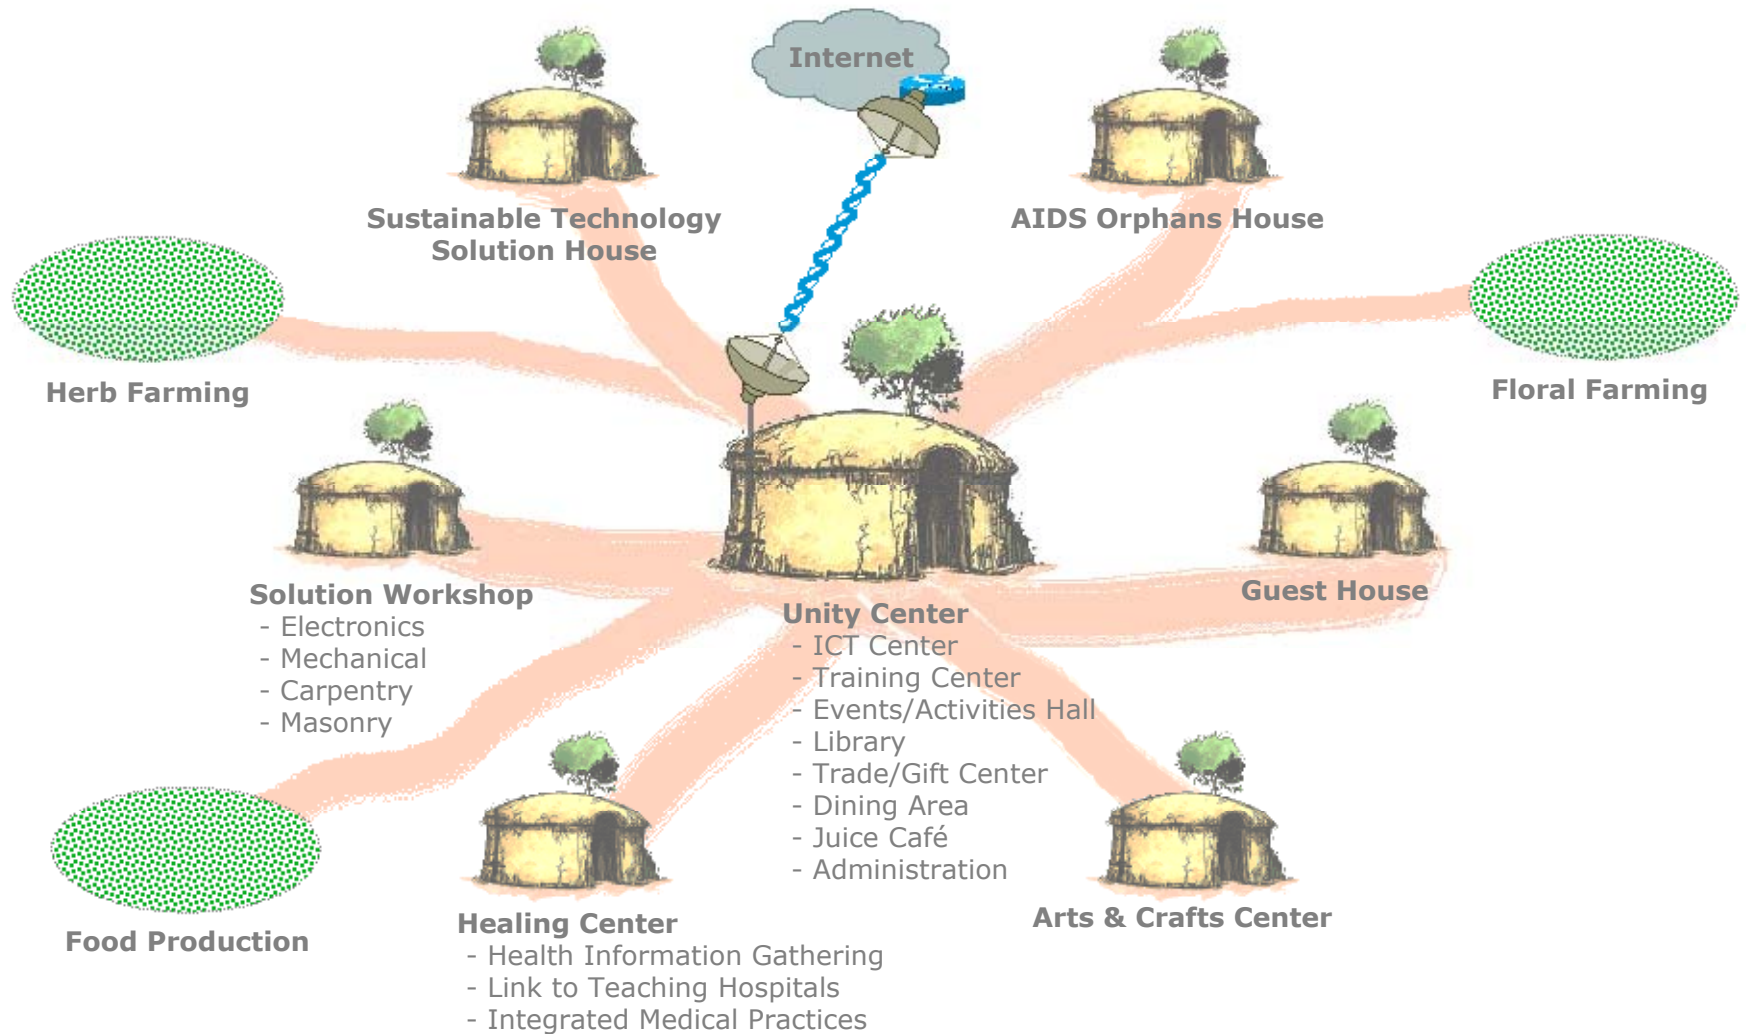 Internet
Sustainable Technology
Solution House
AIDS Orphans House
Herb Farming
Floral Farming
Solution Workshop
- Electronics
- Mechanical
- Carpentry
- Masonry
Guest House
Unity Center
- ICT Center
- Training Center
- Events/Activities Hall
- Library
- Trade/Gift Center
- Dining Area
- Juice Café
- Administration
Food Production
Healing Center
- Health Information Gathering
- Link to Teaching Hospitals
- Integrated Medical Practices
Arts & Crafts Center